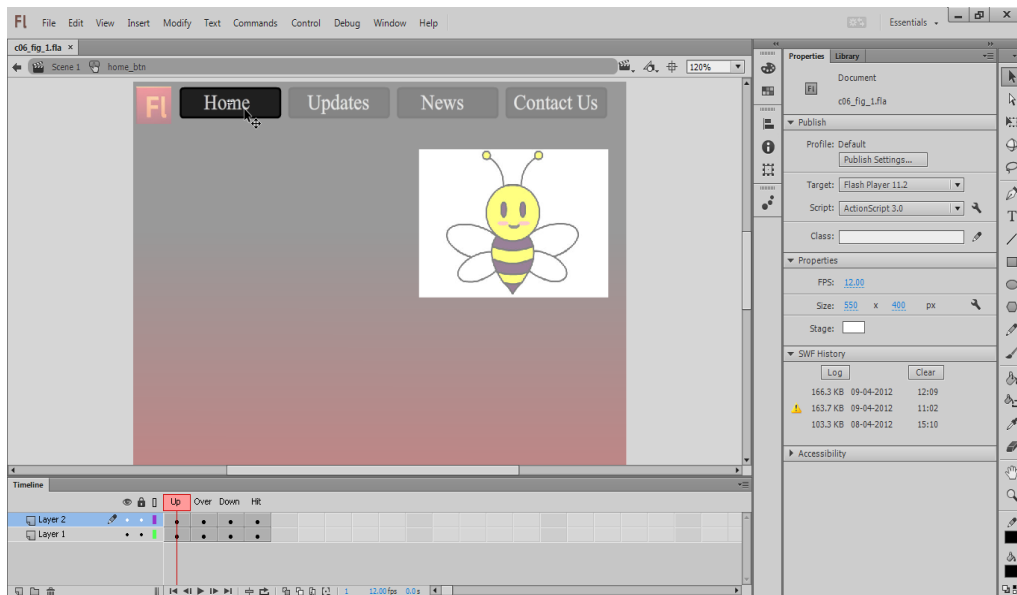 Fl File Edit View Insert Modify Text Commands Control Debug Window Help Essentials
c06_fig_1.fla ×
Scene 1 home_btn 120%
Fl Home Updates News Contact Us
Properties Library
Fl Document
c06_fig_1.fla
Publish
Profile: Default
Publish Settings...
Target: Flash Player 11.2
Script: ActionScript 3.0
Class:
Properties
FPS: 12.00
Size: 550 x 400 px
Stage:
SWF History
Log Clear
166.3 KB 09-04-2012 12:09
163.7 KB 09-04-2012 11:02
103.3 KB 08-04-2012 15:10
Accessibility
Timeline
Up Over Down Hit
Layer 2
Layer 1
1 12.00 fps 0.0 s